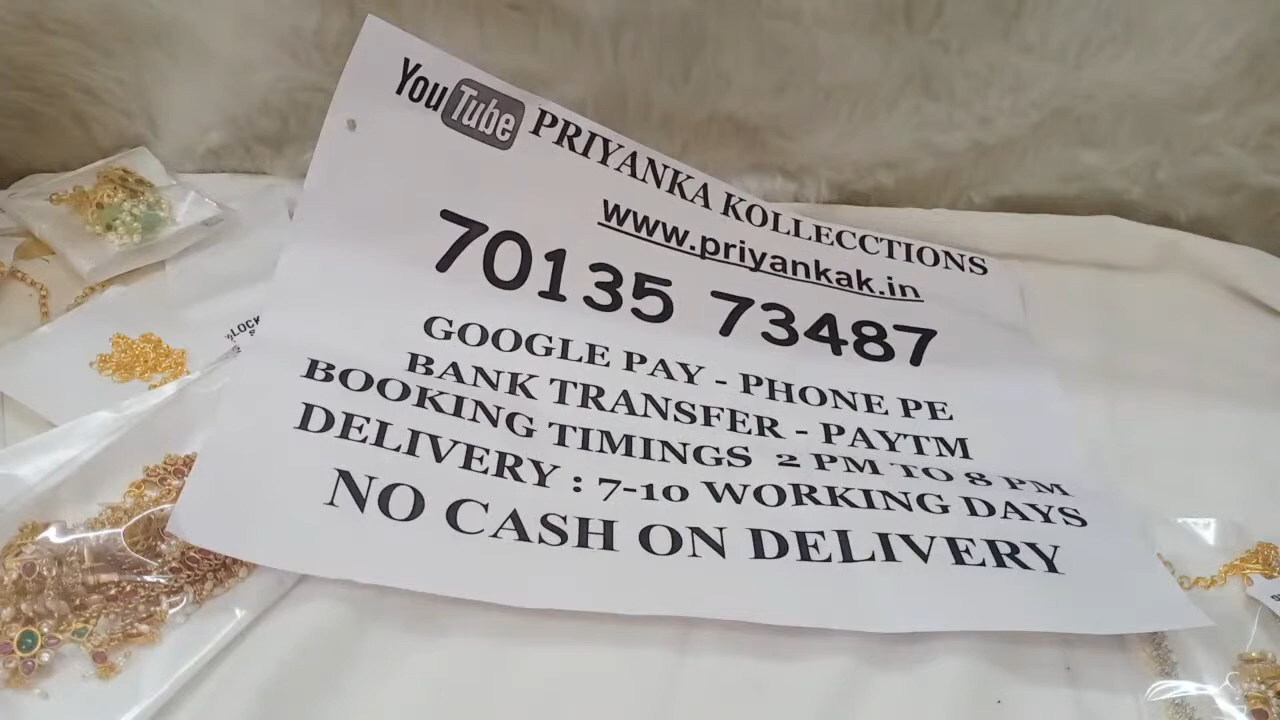 YouTube PRIYANKA KOLLECCTIONS
www.priyankak.in
70135 73487
GOOGLE PAY - PHONE PE
BANK TRANSFER - PAYTM
BOOKING TIMINGS 2 PM TO 8 PM
DELIVERY : 7-10 WORKING DAYS
NO CASH ON DELIVERY